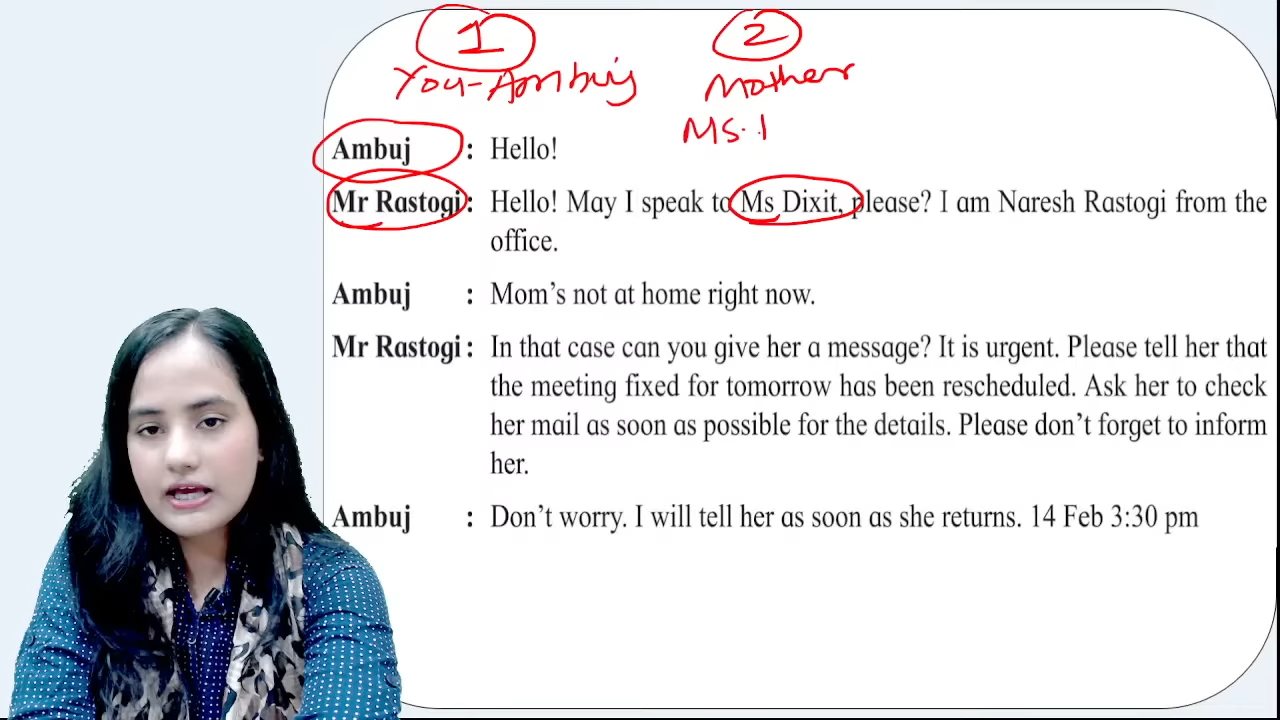 1 2
You-Ambuj Mother
Ms. I
Ambuj : Hello!
Mr Rastogi : Hello! May I speak to Ms Dixit, please? I am Naresh Rastogi from the
office.
Ambuj : Mom's not at home right now.
Mr Rastogi : In that case can you give her a message? It is urgent. Please tell her that
the meeting fixed for tomorrow has been rescheduled. Ask her to check
her mail as soon as possible for the details. Please don't forget to inform
her.
Ambuj : Don't worry. I will tell her as soon as she returns. 14 Feb 3:30 pm